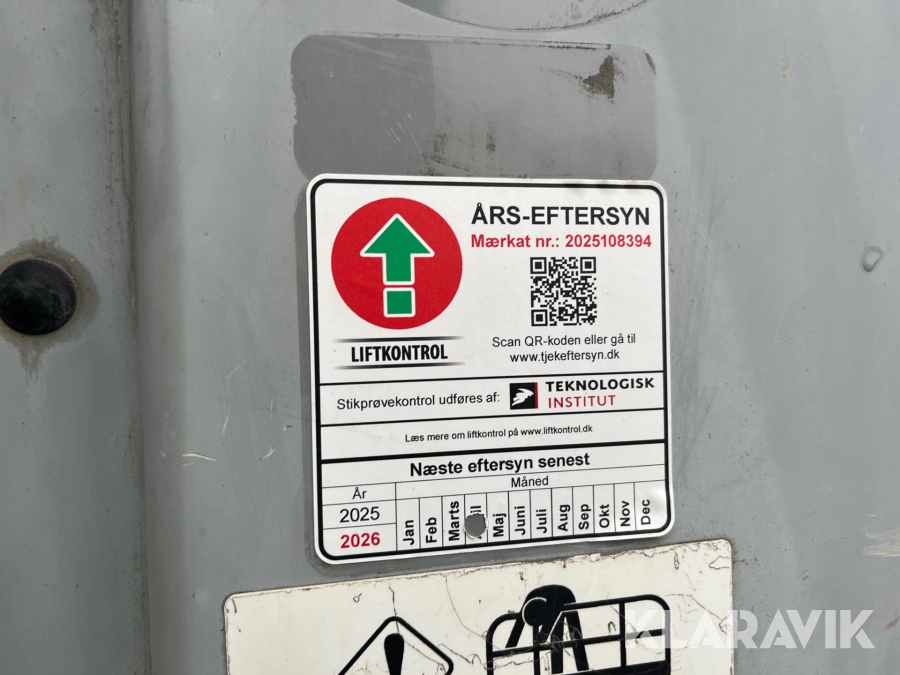 ÅRS-EFTERSYN
Mærkat nr.: 2025108394
Scan QR-koden eller gå til
www.tjekeftersyn.dk
LIFTKONTROL
Stikprøvekontrol udføres af:
TEKNOLOGISK
INSTITUT
Læs mere om liftkontrol på www.liftkontrol.dk
Næste eftersyn senest
År
Måned
2025
2026
Jan
Feb
Marts
Maj
Juni
Juli
Aug
Sep
Okt
Nov
Dec
KLARAVIK